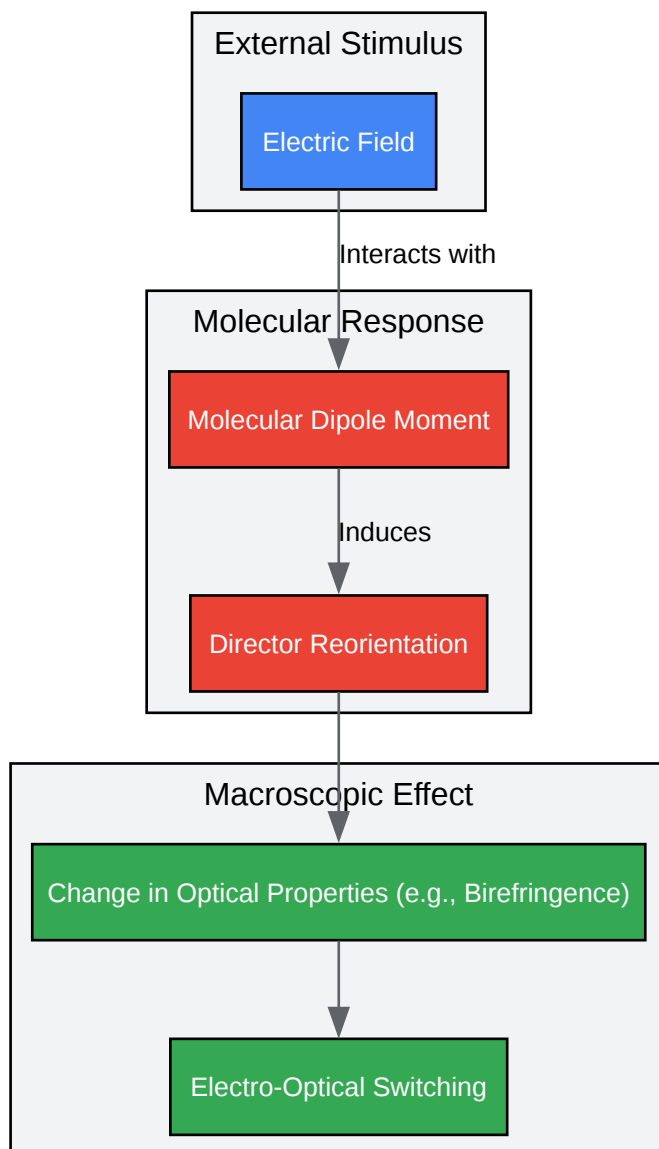 External Stimulus
Electric Field
Interacts with
Molecular Response
Molecular Dipole Moment
Induces
Director Reorientation
Macroscopic Effect
Change in Optical Properties (e.g., Birefringence)
Electro-Optical Switching